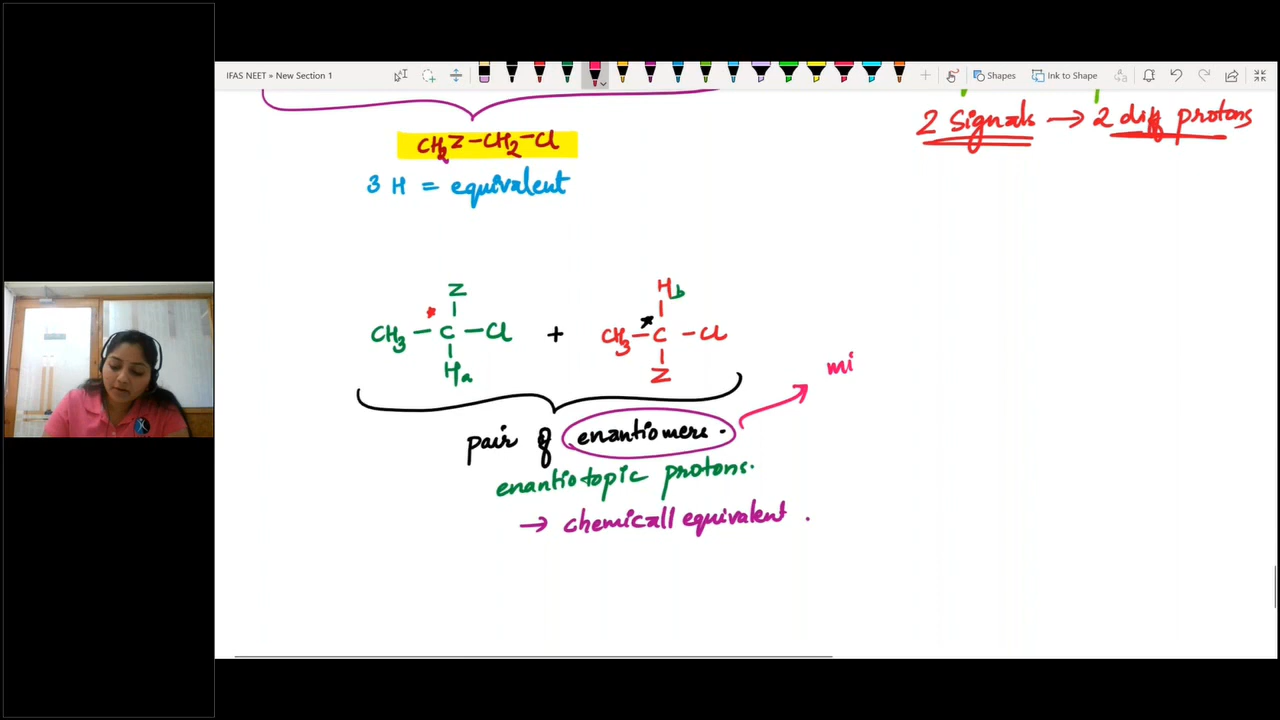 IFAS NEET » New Section 1
Shapes
Ink to Shape
2 Signals → 2 diff protons
CH2Z-CH2-Cl
3 H = equivalent
Z
CH3 - C - Cl
Ha
+
Hb
CH3 - C - Cl
Z
mi
pair of enantiomers.
enantiotopic protons.
→ chemicall equivalent.